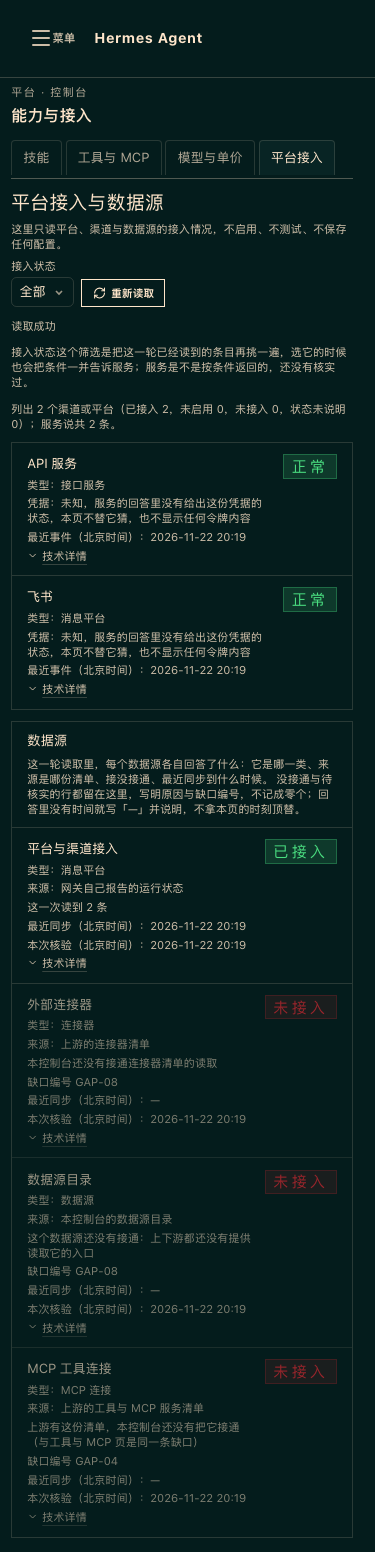 菜单
Hermes Agent
平台 · 控制台
能力与接入
技能
工具与 MCP
模型与单价
平台接入
平台接入与数据源
这里只读平台、渠道与数据源的接入情况，不启用、不测试、不保存
任何配置。
接入状态
全部
重新读取
读取成功
接入状态这个筛选是把这一轮已经读到的条目再挑一遍，选它的时候
也会把条件一并告诉服务；服务是不是按条件返回的，还没有核实
过。
列出 2 个渠道或平台（已接入 2，未启用 0，未接入 0，状态未说明
0）；服务说共 2 条。
API 服务
正常
类型：接口服务
凭据：未知，服务的回答里没有给出这份凭据的
状态，本页不替它猜，也不显示任何令牌内容
最近事件（北京时间）：2026-11-22 20:19
技术详情
飞书
正常
类型：消息平台
凭据：未知，服务的回答里没有给出这份凭据的
状态，本页不替它猜，也不显示任何令牌内容
最近事件（北京时间）：2026-11-22 20:19
技术详情
数据源
这一轮读取里，每个数据源各自回答了什么：它是哪一类、来
源是哪份清单、接没接通、最近同步到什么时候。 没接通与待
核实的行都留在这里，写明原因与缺口编号，不记成零个；回
答里没有时间就写「—」并说明，不拿本页的时刻顶替。
平台与渠道接入
已接入
类型：消息平台
来源：网关自己报告的运行状态
这一次读到 2 条
最近同步（北京时间）：2026-11-22 20:19
本次核验（北京时间）：2026-11-22 20:19
技术详情
外部连接器
未接入
类型：连接器
来源：上游的连接器清单
本控制台还没有接通连接器清单的读取
缺口编号 GAP-08
最近同步（北京时间）：—
本次核验（北京时间）：2026-11-22 20:19
技术详情
数据源目录
未接入
类型：数据源
来源：本控制台的数据源目录
这个数据源还没有接通：上下游都还没有提供
读取它的入口
缺口编号 GAP-08
最近同步（北京时间）：—
本次核验（北京时间）：2026-11-22 20:19
技术详情
MCP 工具连接
未接入
类型：MCP 连接
来源：上游的工具与 MCP 服务清单
上游有这份清单，本控制台还没有把它接通
（与工具与 MCP 页是同一条缺口）
缺口编号 GAP-04
最近同步（北京时间）：—
本次核验（北京时间）：2026-11-22 20:19
技术详情